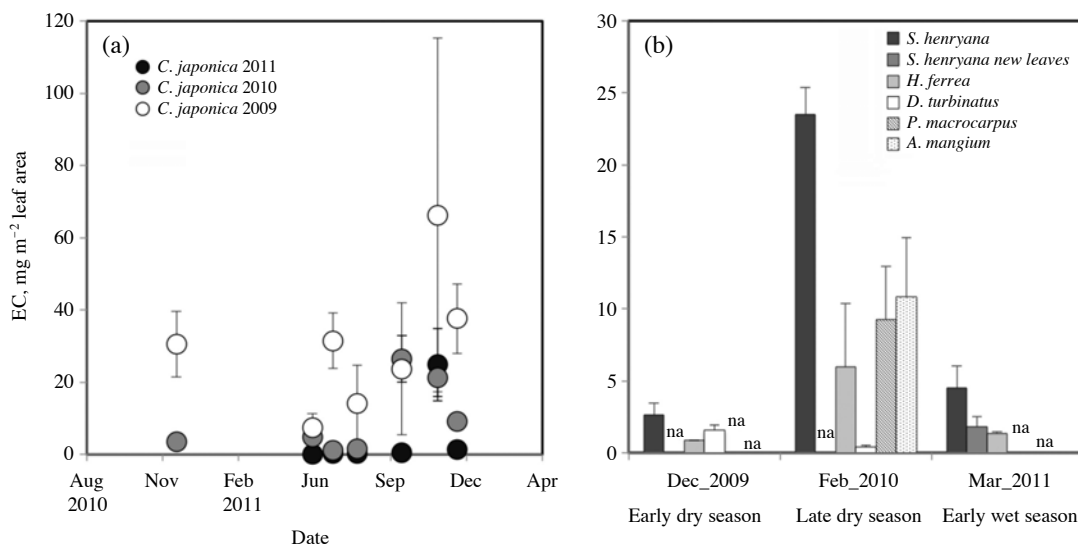 (a)
C. japonica 2011
C. japonica 2010
C. japonica 2009
EC, mg m⁻² leaf area
120
100
80
60
40
20
0
Aug Nov Feb Jun Sep Dec Apr
2010 2011
Date
(b)
S. henryana
S. henryana new leaves
H. ferrea
D. turbinatus
P. macrocarpus
A. mangium
30
25
20
15
10
5
0
na na na na
Dec_2009 Feb_2010 Mar_2011
Early dry season Late dry season Early wet season